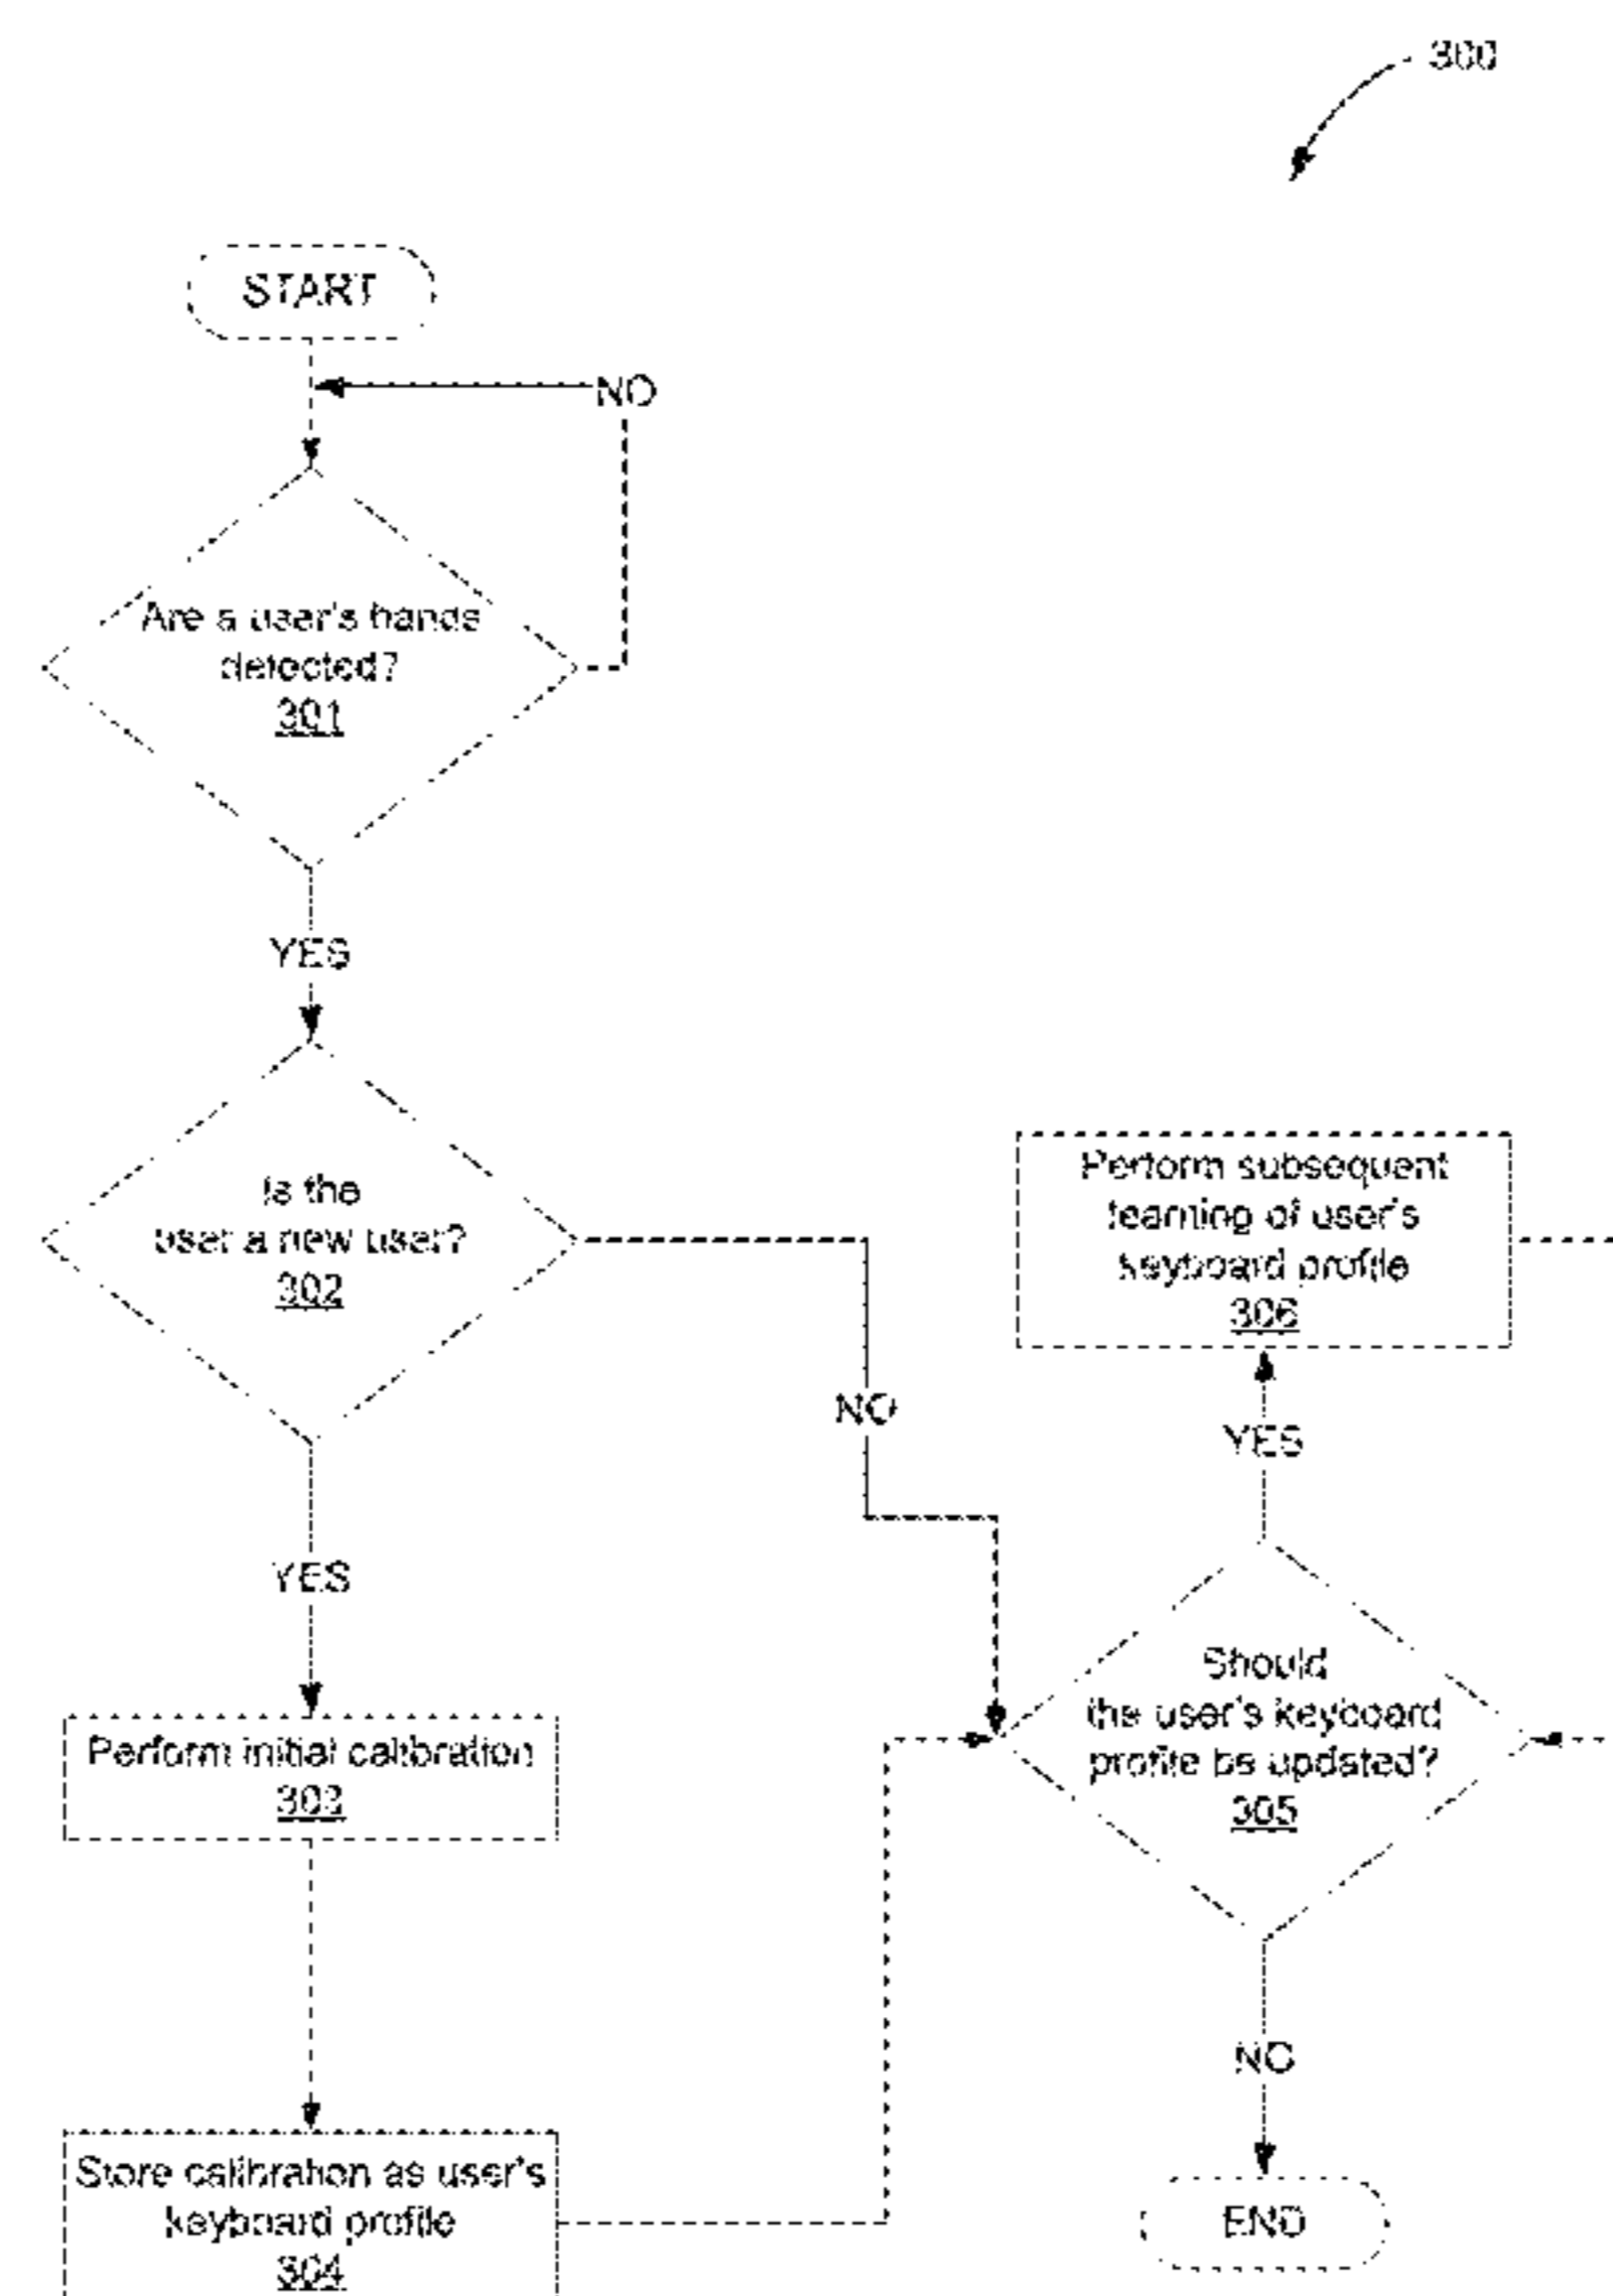 300
START
NO
Are a user's hands
detected?
301
YES
Is the
user a new user?
302
NO
YES
Perform initial calibration
303
Store calibration as user's
keyboard profile
304
Perform subsequent
learning of user's
keyboard profile
306
YES
Should
the user's keyboard
profile be updated?
305
NO
END